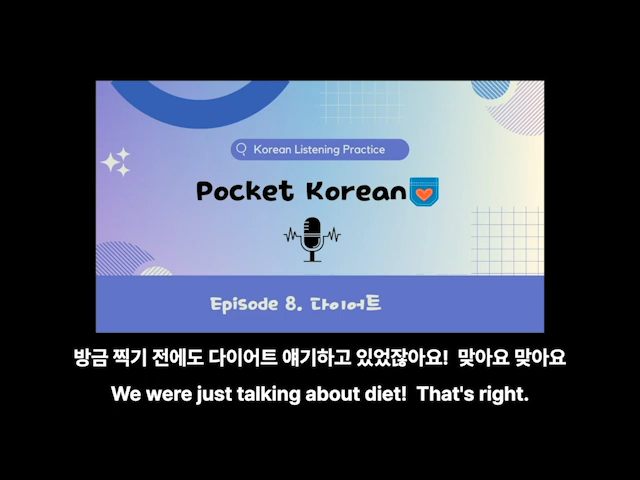 Korean Listening Practice
Pocket Korean
Episode 8. 다이어트
방금 찍기 전에도 다이어트 얘기하고 있었잖아요! 맞아요 맞아요
We were just talking about diet! That's right.